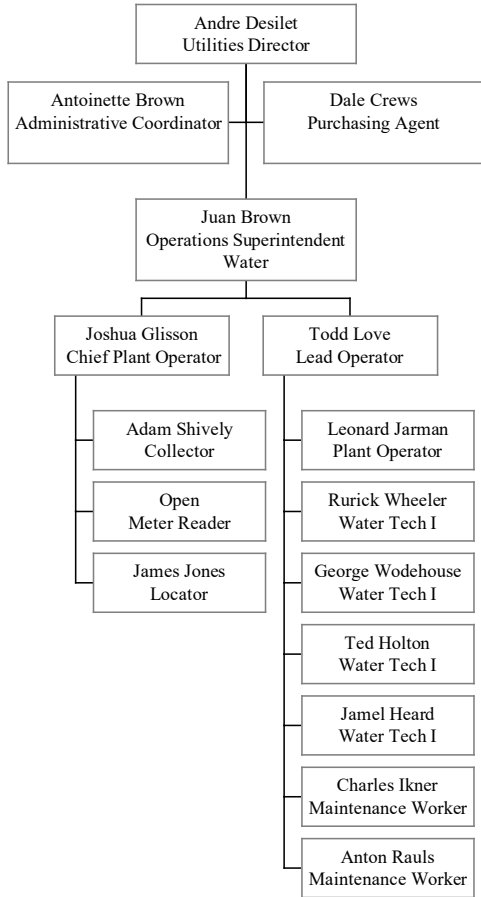 Andre Desilet
Utilities Director
Antoinette Brown
Administrative Coordinator
Dale Crews
Purchasing Agent
Juan Brown
Operations Superintendent
Water
Joshua Glisson
Chief Plant Operator
Todd Love
Lead Operator
Adam Shively
Collector
Open
Meter Reader
James Jones
Locator
Leonard Jarman
Plant Operator
Rurick Wheeler
Water Tech I
George Wodehouse
Water Tech I
Ted Holton
Water Tech I
Jamel Heard
Water Tech I
Charles Ikner
Maintenance Worker
Anton Rauls
Maintenance Worker